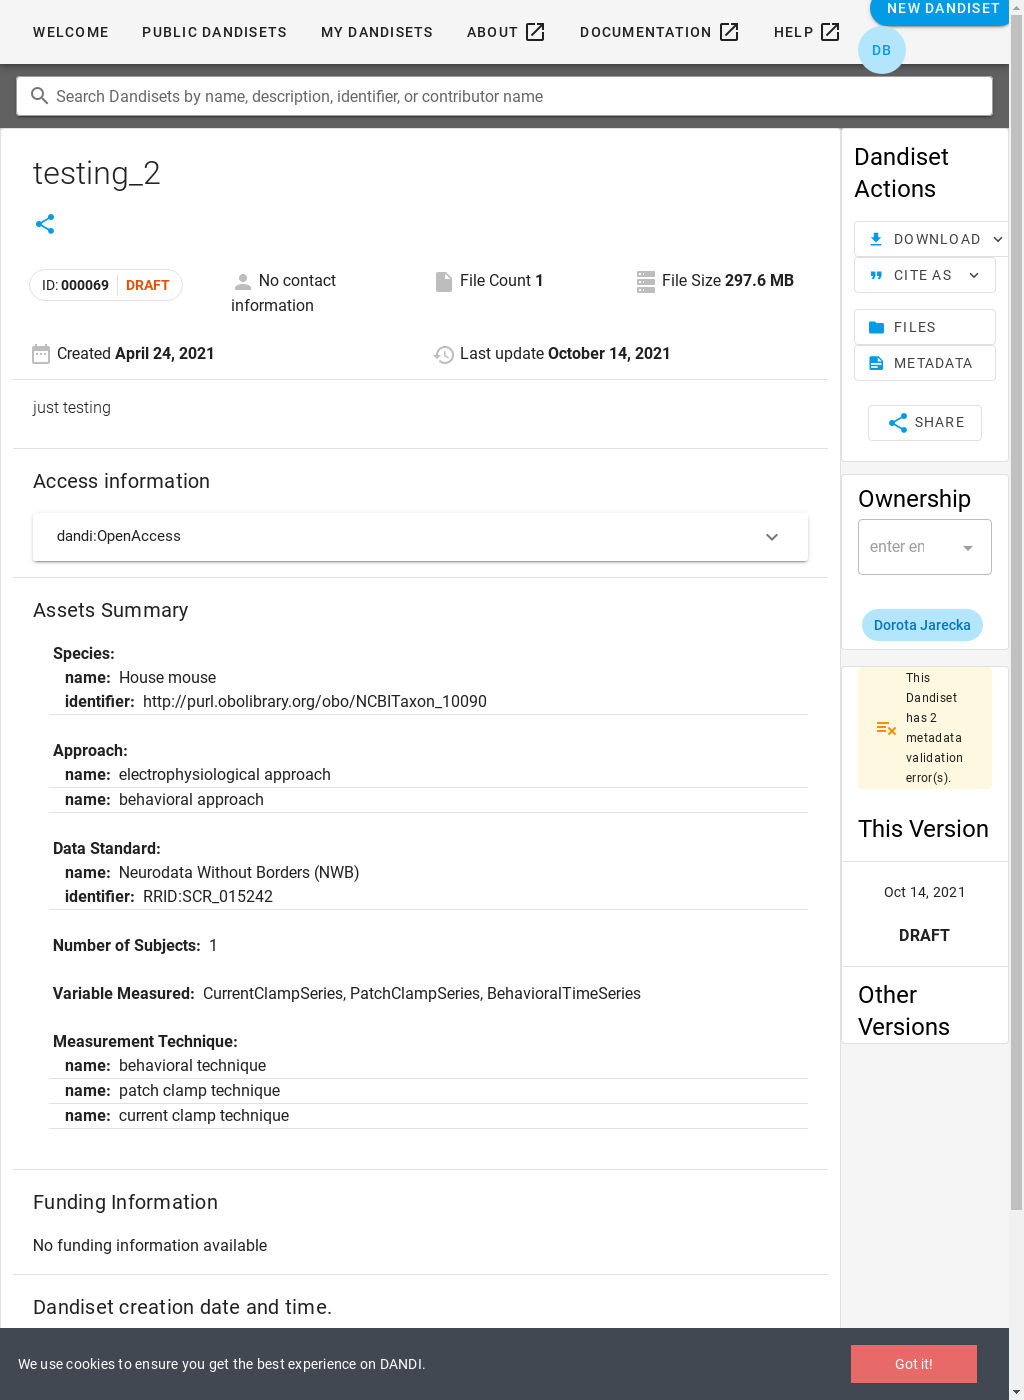 WELCOME PUBLIC DANDISETS MY DANDISETS ABOUT DOCUMENTATION HELP NEW DANDISET
DB
Search Dandisets by name, description, identifier, or contributor name
testing_2
ID: 000069 DRAFT
No contact information
File Count 1
File Size 297.6 MB
Created April 24, 2021
Last update October 14, 2021
just testing
Access information
dandi:OpenAccess
Assets Summary
Species:
name: House mouse
identifier: http://purl.obolibrary.org/obo/NCBITaxon_10090
Approach:
name: electrophysiological approach
name: behavioral approach
Data Standard:
name: Neurodata Without Borders (NWB)
identifier: RRID:SCR_015242
Number of Subjects: 1
Variable Measured: CurrentClampSeries, PatchClampSeries, BehavioralTimeSeries
Measurement Technique:
name: behavioral technique
name: patch clamp technique
name: current clamp technique
Funding Information
No funding information available
Dandiset creation date and time.
Dandiset
Actions
DOWNLOAD
CITE AS
FILES
METADATA
SHARE
Ownership
enter en
Dorota Jarecka
This
Dandiset
has 2
metadata
validation
error(s).
This Version
Oct 14, 2021
DRAFT
Other
Versions
We use cookies to ensure you get the best experience on DANDI.
Got it!